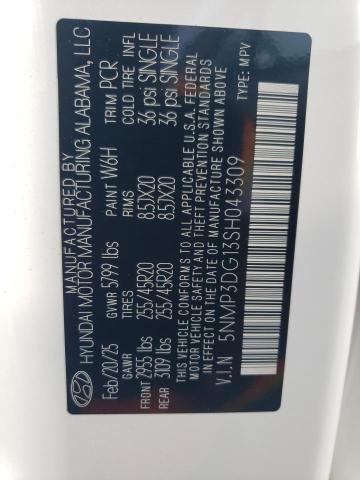 MANUFACTURED BY
HYUNDAI MOTOR MANUFACTURING ALABAMA, LLC
Feb/20/25 PAINT W6H TRIM PCR
GVWR 5799 lbs
GAWR TIRES RIMS COLD TIRE INFL
FRONT 2955 lbs 255/45R20 8.5JX20 36 psi SINGLE
REAR 3109 lbs 255/45R20 8.5JX20 36 psi SINGLE
THIS VEHICLE CONFORMS TO ALL APPLICABLE U.S.A. FEDERAL
MOTOR VEHICLE SAFETY AND THEFT PREVENTION STANDARDS
IN EFFECT ON THE DATE OF MANUFACTURE SHOWN ABOVE
V.I.N 5NMP3DG13SH043309 TYPE: MPV